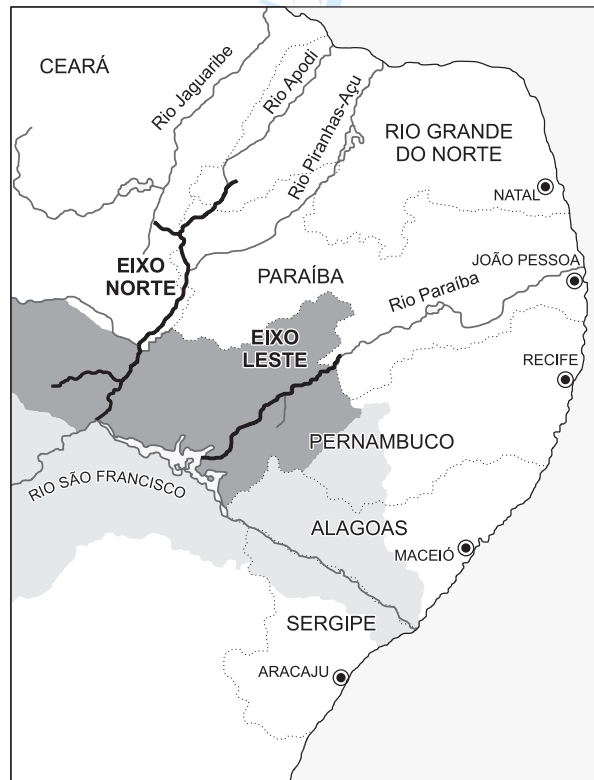 CEARÁ
Rio Jaguaribe
Rio Apodi
Rio Piranhas-Açu
RIO GRANDE
DO NORTE
NATAL
EIXO
NORTE
PARAÍBA
JOÃO PESSOA
Rio Paraíba
EIXO
LESTE
RECIFE
PERNAMBUCO
RIO SÃO FRANCISCO
ALAGOAS
MACEIÓ
SERGIPE
ARACAJU